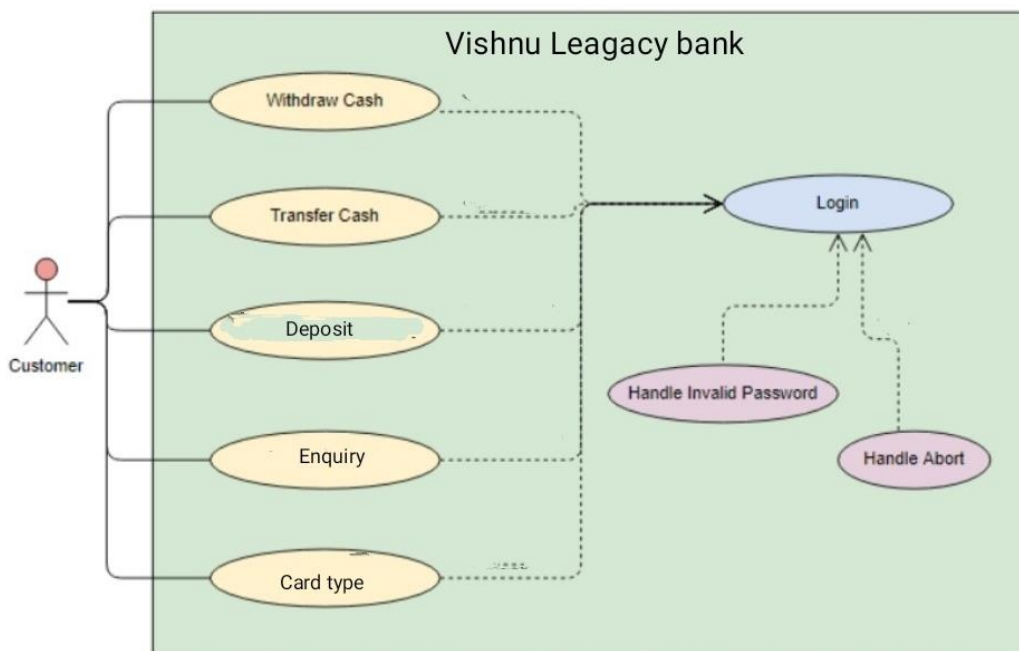 Vishnu Leagacy bank
Withdraw Cash
Transfer Cash
Login
Deposit
Customer
Handle Invalid Password
Enquiry
Handle Abort
Card type